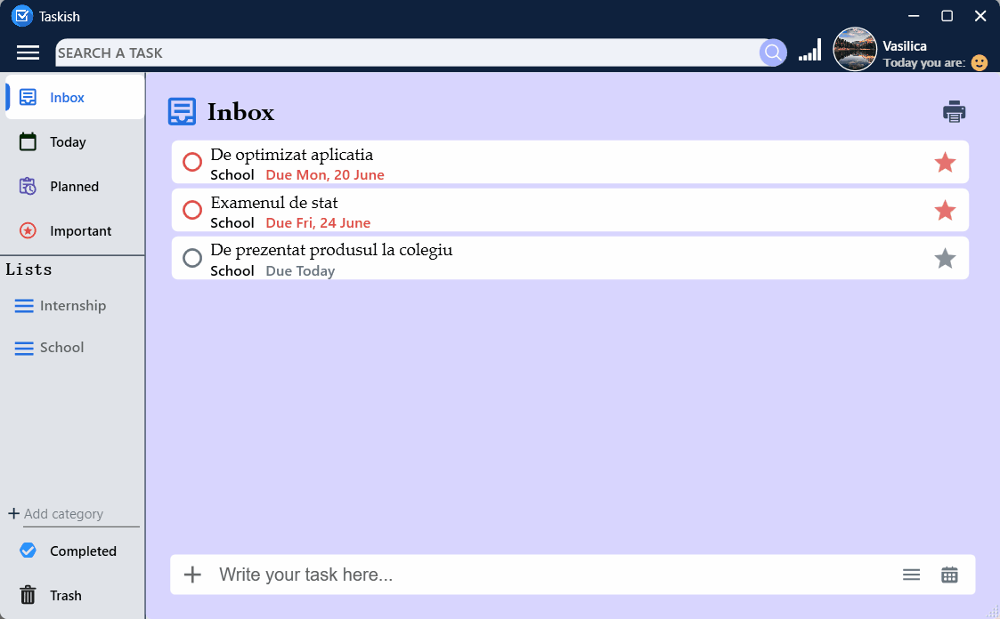 Taskish
SEARCH A TASK
Vasilica
Today you are:
Inbox
Today
Planned
Important
Lists
Internship
School
Add category
Completed
Trash
Inbox
De optimizat aplicatia
School Due Mon, 20 June
Examenul de stat
School Due Fri, 24 June
De prezentat produsul la colegiu
School Due Today
Write your task here...